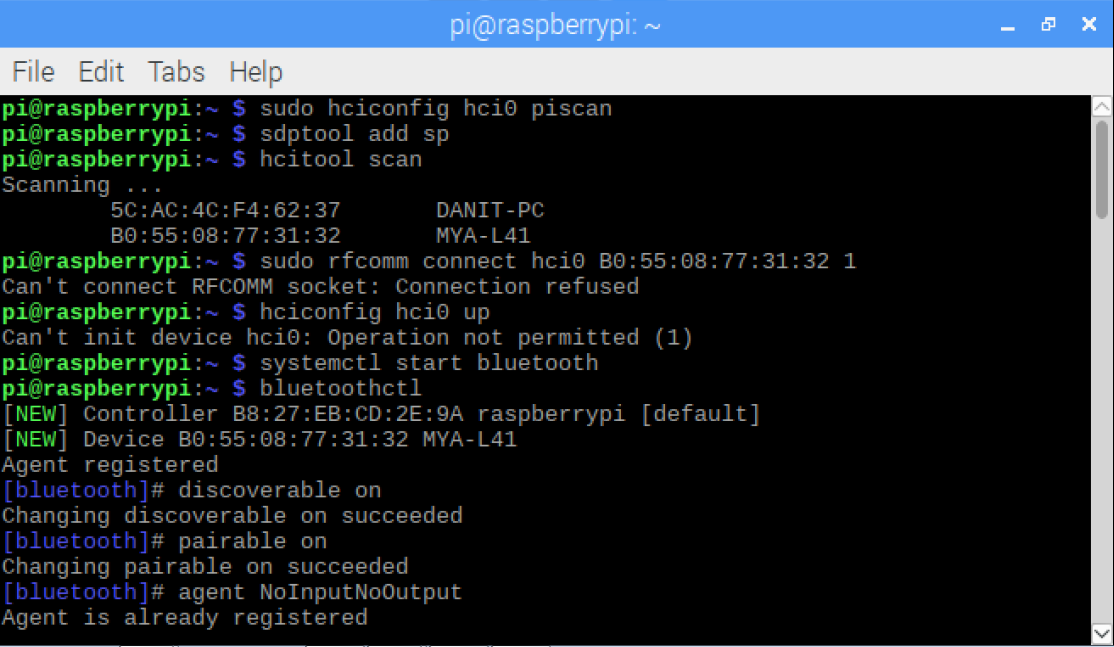 pi@raspberrypi: ~
File Edit Tabs Help
pi@raspberrypi:~ $ sudo hciconfig hci0 piscan
pi@raspberrypi:~ $ sdptool add sp
pi@raspberrypi:~ $ hcitool scan
Scanning ...
5C:AC:4C:F4:62:37 DANIT-PC
B0:55:08:77:31:32 MYA-L41
pi@raspberrypi:~ $ sudo rfcomm connect hci0 B0:55:08:77:31:32 1
Can't connect RFCOMM socket: Connection refused
pi@raspberrypi:~ $ hciconfig hci0 up
Can't init device hci0: Operation not permitted (1)
pi@raspberrypi:~ $ systemctl start bluetooth
pi@raspberrypi:~ $ bluetoothctl
[NEW] Controller B8:27:EB:CD:2E:9A raspberrypi [default]
[NEW] Device B0:55:08:77:31:32 MYA-L41
Agent registered
[bluetooth]# discoverable on
Changing discoverable on succeeded
[bluetooth]# pairable on
Changing pairable on succeeded
[bluetooth]# agent NoInputNoOutput
Agent is already registered